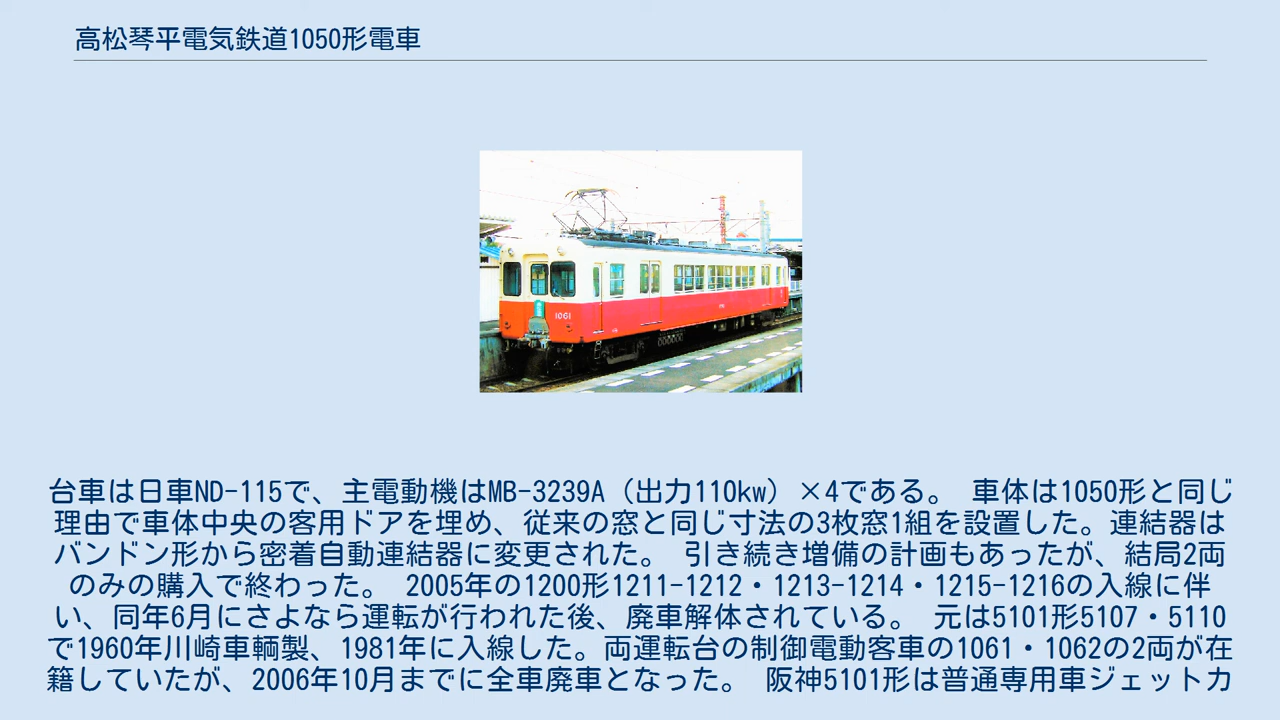 高松琴平電気鉄道1050形電車
1061
台車は日車ND-115で、主電動機はMB-3239A（出力110kw）×4である。 車体は1050形と同じ
理由で車体中央の客用ドアを埋め、従来の窓と同じ寸法の3枚窓1組を設置した。連結器は
バンドン形から密着自動連結器に変更された。 引き続き増備の計画もあったが、結局2両
のみの購入で終わった。 2005年の1200形1211-1212・1213-1214・1215-1216の入線に伴
い、同年6月にさよなら運転が行われた後、廃車解体されている。 元は5101形5107・5110
で1960年川崎車輌製、1981年に入線した。両運転台の制御電動客車の1061・1062の2両が在
籍していたが、2006年10月までに全車廃車となった。 阪神5101形は普通専用車ジェットカ